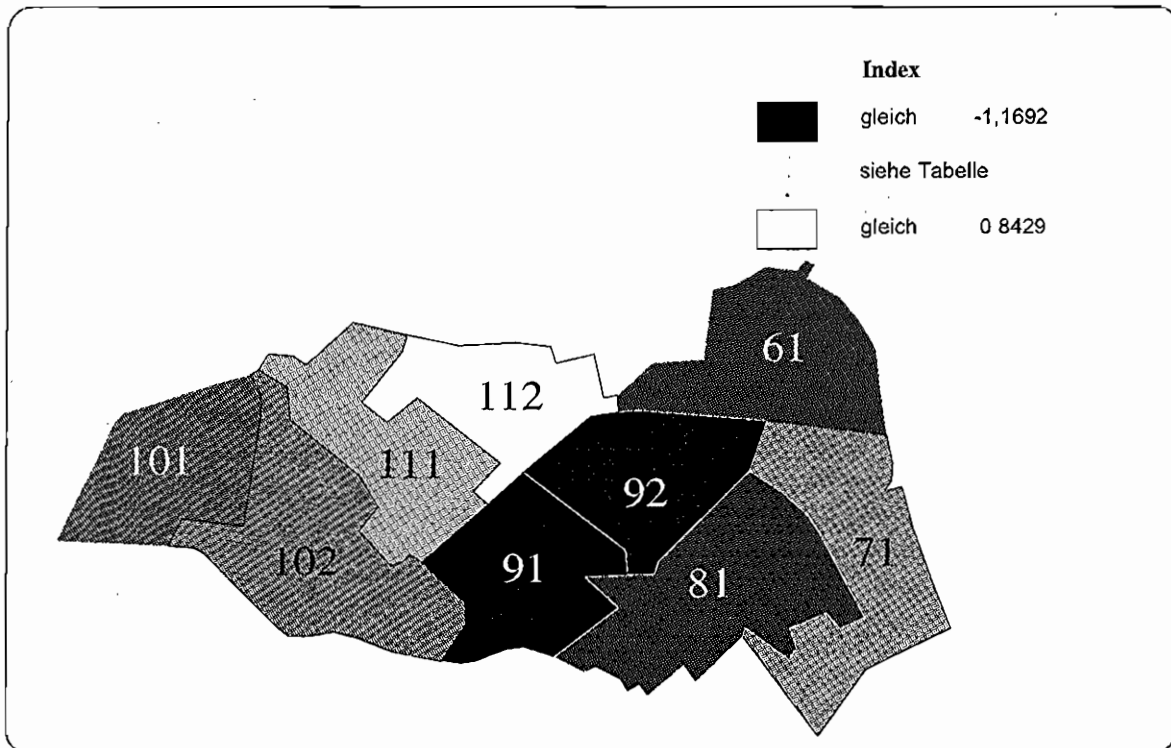 Index
gleich -1,1692
siehe Tabelle
gleich 0 8429
61
112
101
111
92
71
91
102
81